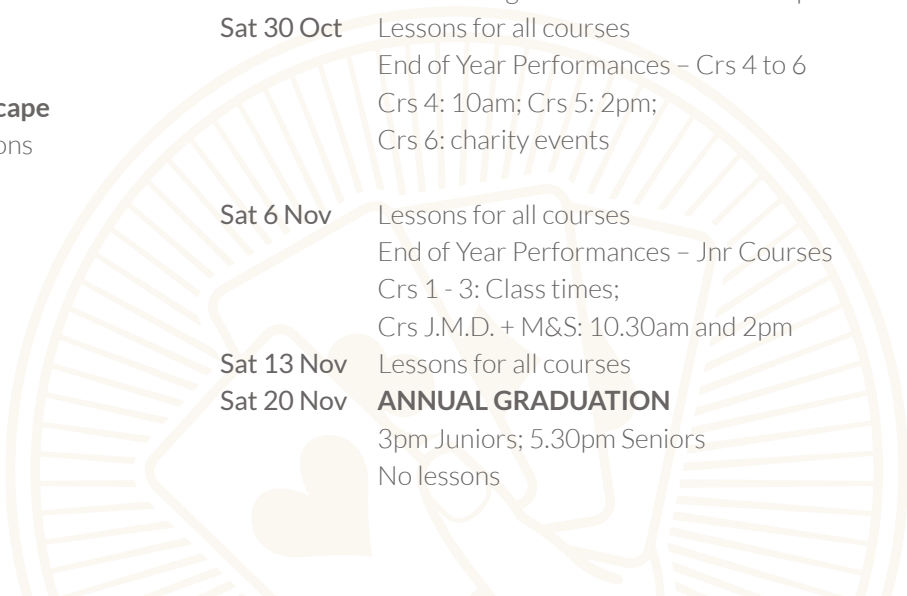 Sat 30 Oct Lessons for all courses
End of Year Performances – Crs 4 to 6
cape
Crs 4: 10am; Crs 5: 2pm;
ons
Crs 6: charity events
Sat 6 Nov Lessons for all courses
End of Year Performances – Jnr Courses
Crs 1 - 3: Class times;
Crs J.M.D. + M&S: 10.30am and 2pm
Sat 13 Nov Lessons for all courses
Sat 20 Nov ANNUAL GRADUATION
3pm Juniors; 5.30pm Seniors
No lessons